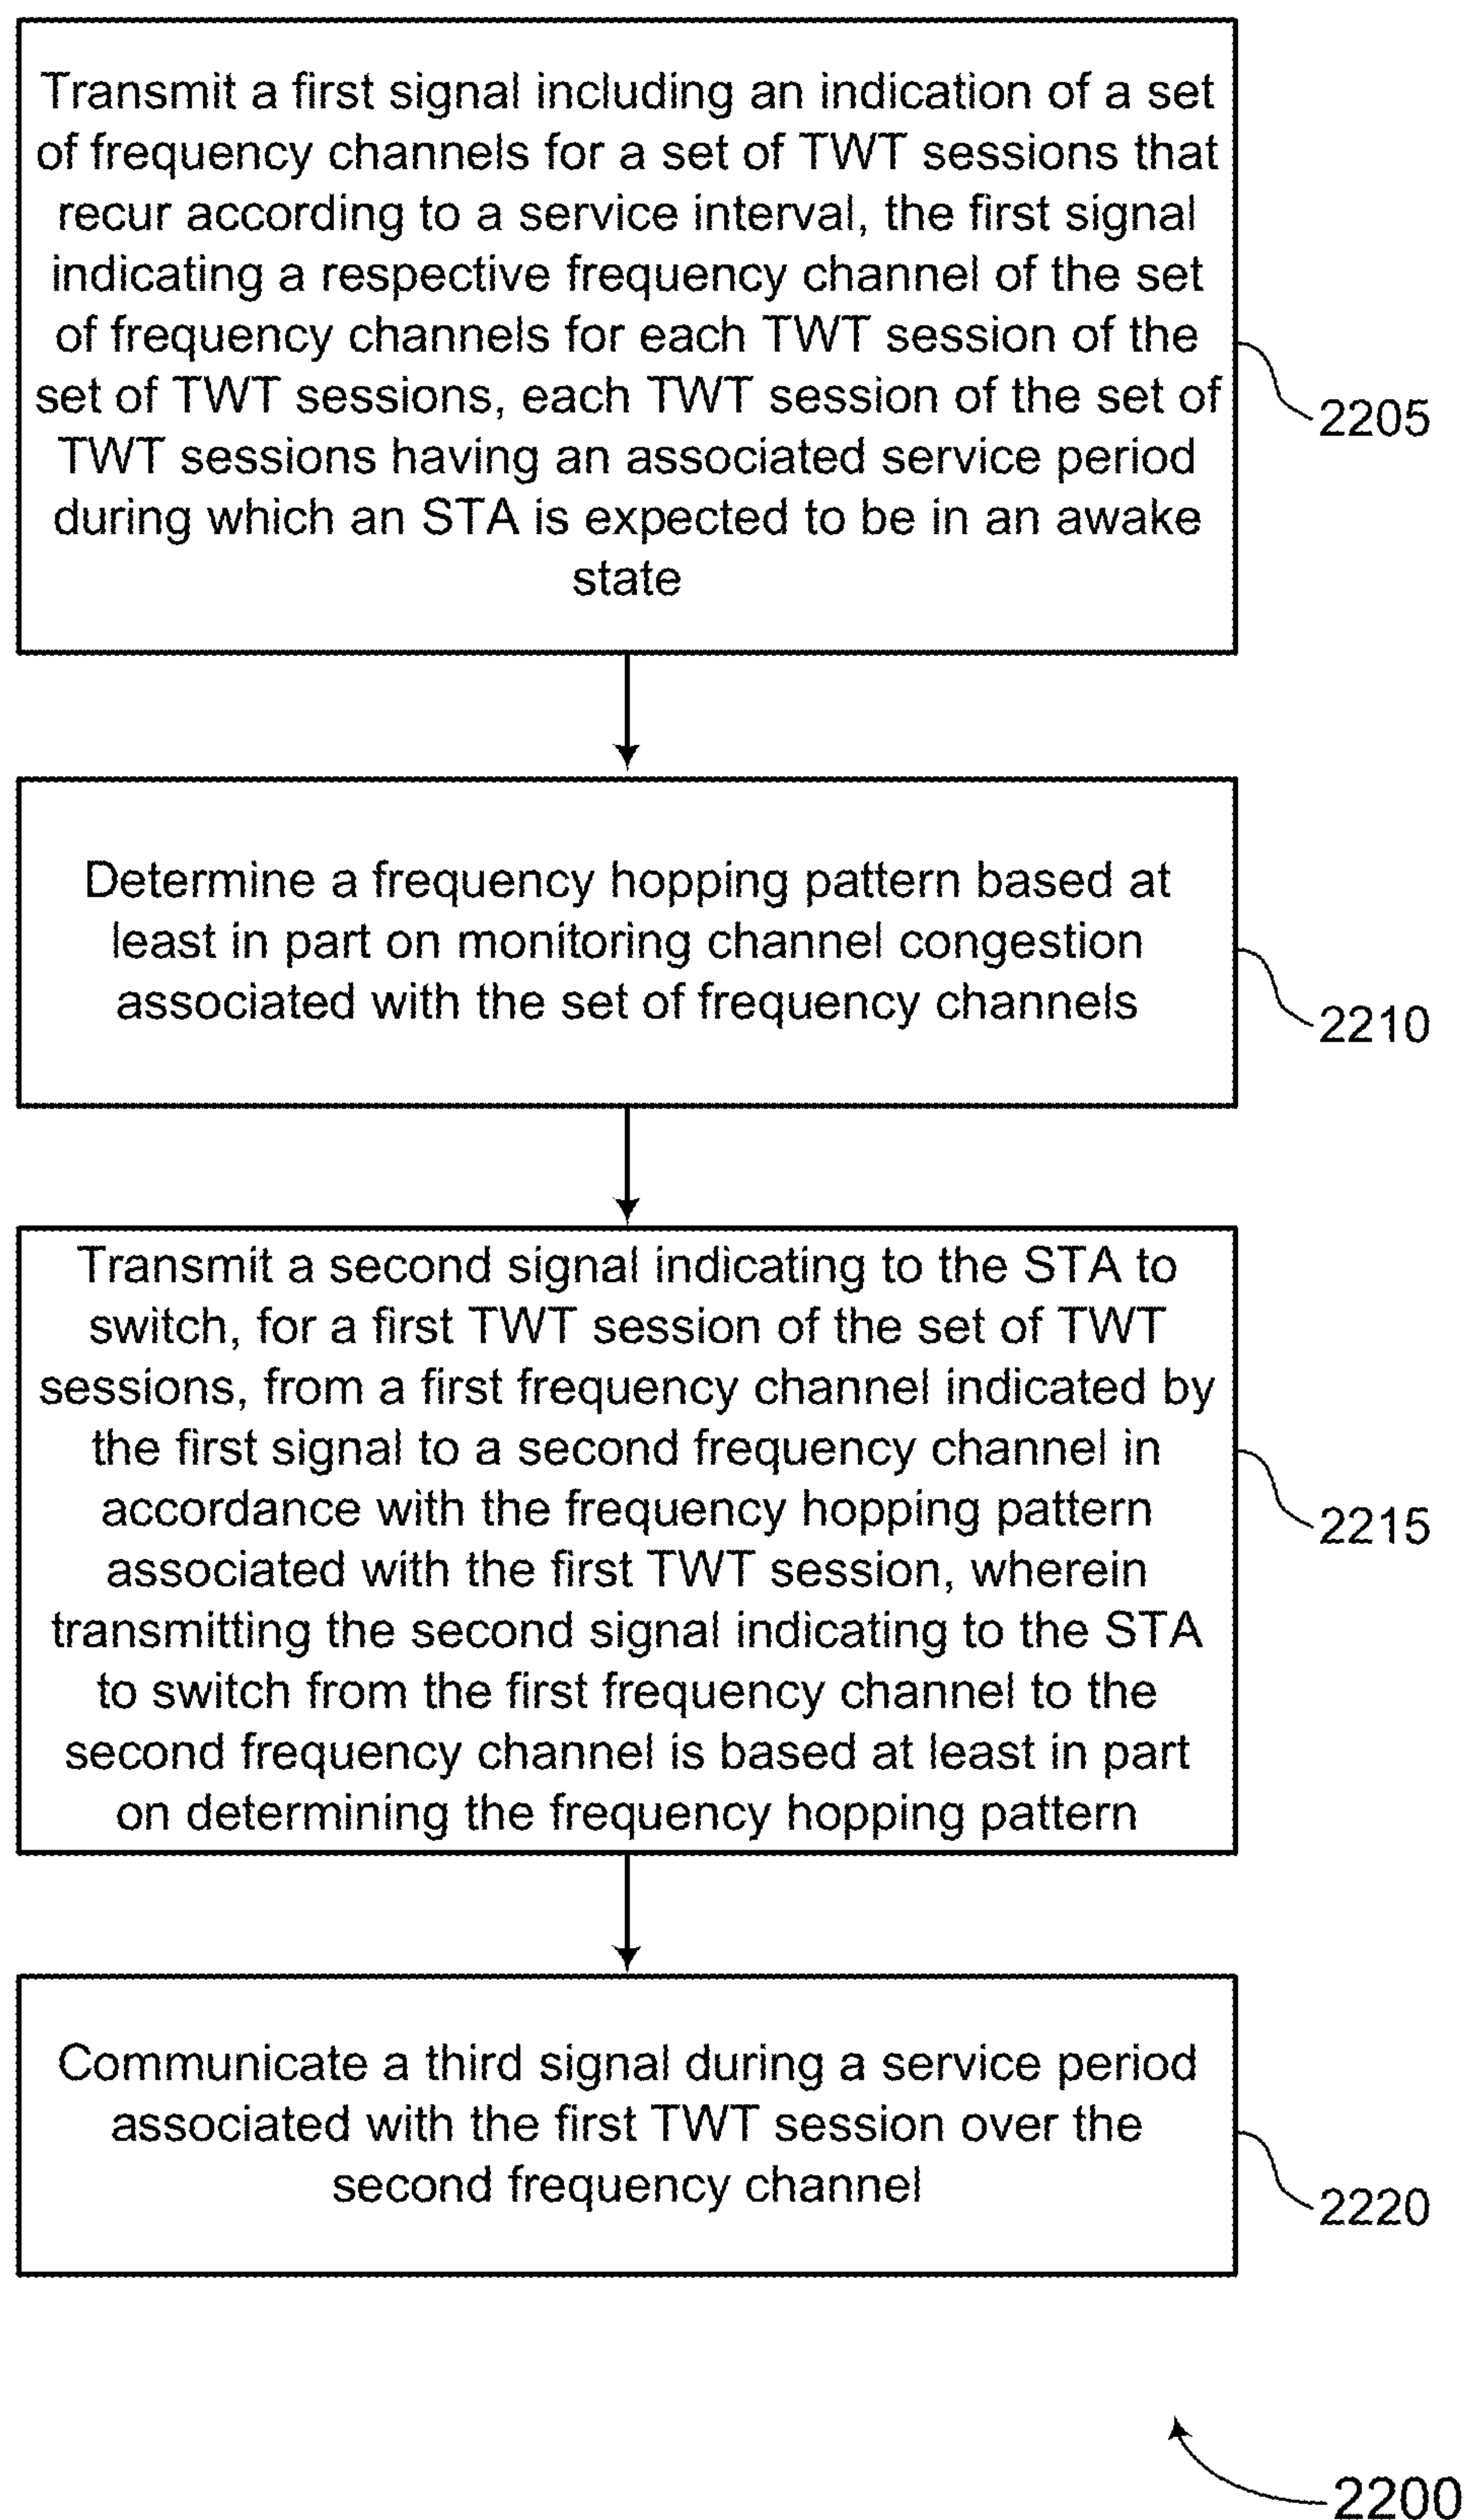 Transmit a first signal including an indication of a set
of frequency channels for a set of TWT sessions that
recur according to a service interval, the first signal
indicating a respective frequency channel of the set
of frequency channels for each TWT session of the
set of TWT sessions, each TWT session of the set of
TWT sessions having an associated service period
during which an STA is expected to be in an awake
state
2205
Determine a frequency hopping pattern based at
least in part on monitoring channel congestion
associated with the set of frequency channels
2210
Transmit a second signal indicating to the STA to
switch, for a first TWT session of the set of TWT
sessions, from a first frequency channel indicated by
the first signal to a second frequency channel in
accordance with the frequency hopping pattern
associated with the first TWT session, wherein
transmitting the second signal indicating to the STA
to switch from the first frequency channel to the
second frequency channel is based at least in part
on determining the frequency hopping pattern
2215
Communicate a third signal during a service period
associated with the first TWT session over the
second frequency channel
2220
2200